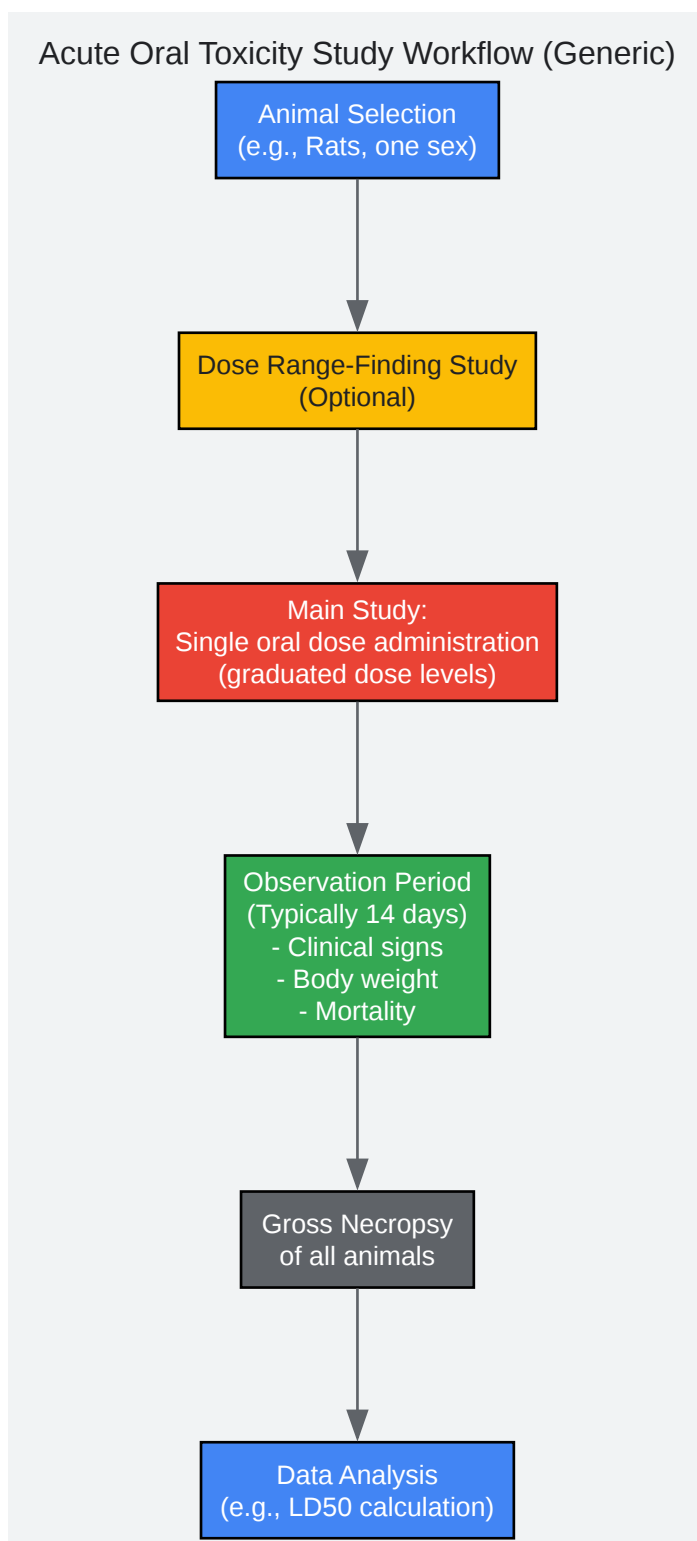 Acute Oral Toxicity Study Workflow (Generic)
Animal Selection
(e.g., Rats, one sex)
Dose Range-Finding Study
(Optional)
Main Study:
Single oral dose administration
(graduated dose levels)
Observation Period
(Typically 14 days)
- Clinical signs
- Body weight
- Mortality
Gross Necropsy
of all animals
Data Analysis
(e.g., LD50 calculation)